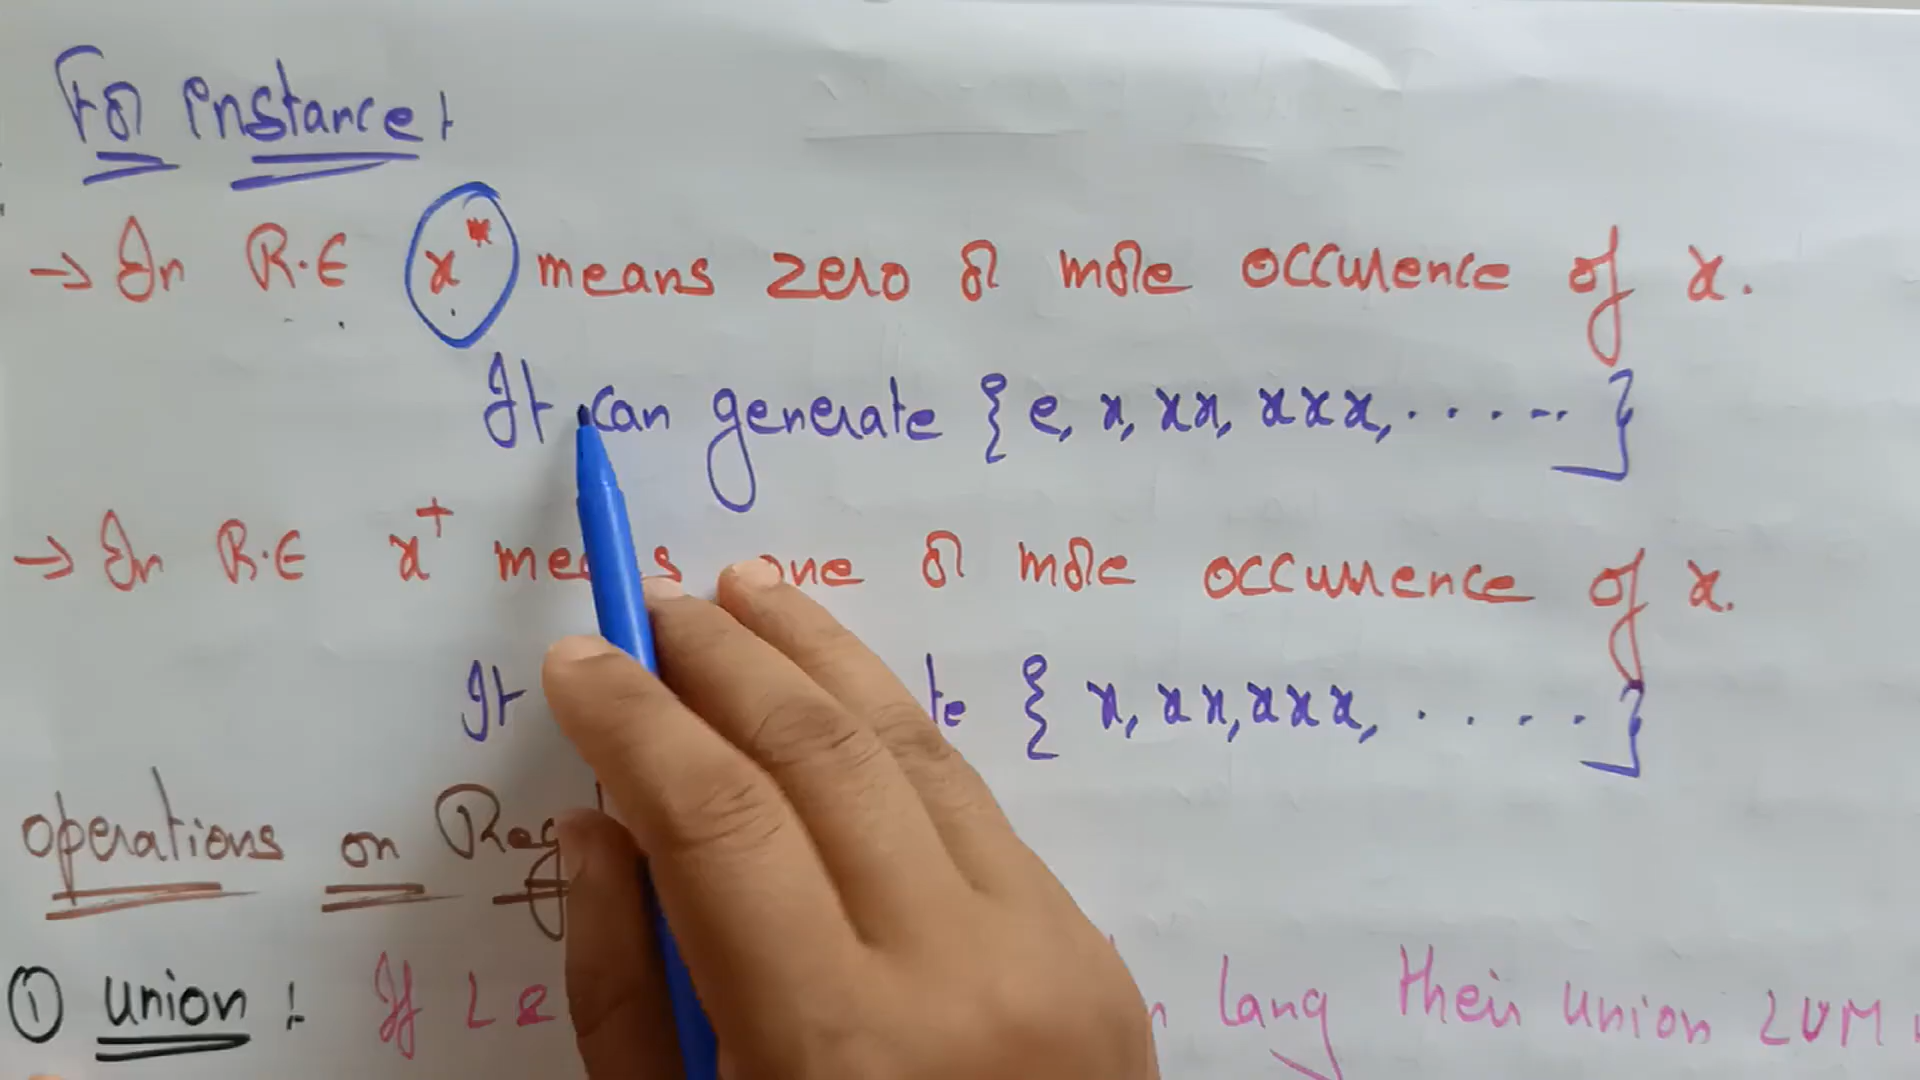 For instance:
→ In R.E x* means zero or more occurence of x.
It can generate {e, x, xx, xxx, ......}
→ In R.E x⁺ means one or more occurrence of x.
It { x, xx, xxx, .....}
operations on
① union : If L & lang their union LUM